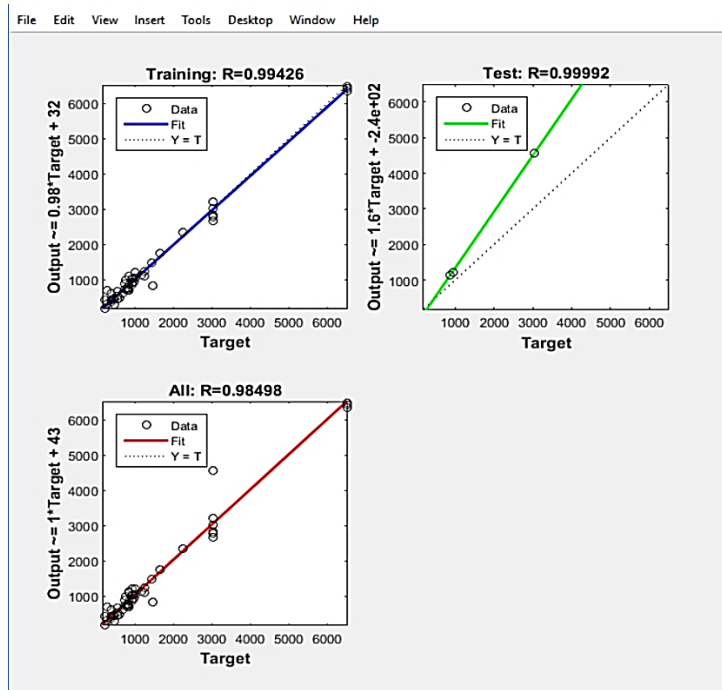 File Edit View Insert Tools Desktop Window Help
Training: R=0.99426
Output ~= 0.98*Target + 32
6000
5000
4000
3000
2000
1000
Data
Fit
Y = T
1000 2000 3000 4000 5000 6000
Target
Test: R=0.99992
Output ~= 1.6*Target + -2.4e+02
6000
5000
4000
3000
2000
1000
Data
Fit
Y = T
1000 2000 3000 4000 5000 6000
Target
All: R=0.98498
Output ~= 1*Target + 43
6000
5000
4000
3000
2000
1000
Data
Fit
Y = T
1000 2000 3000 4000 5000 6000
Target